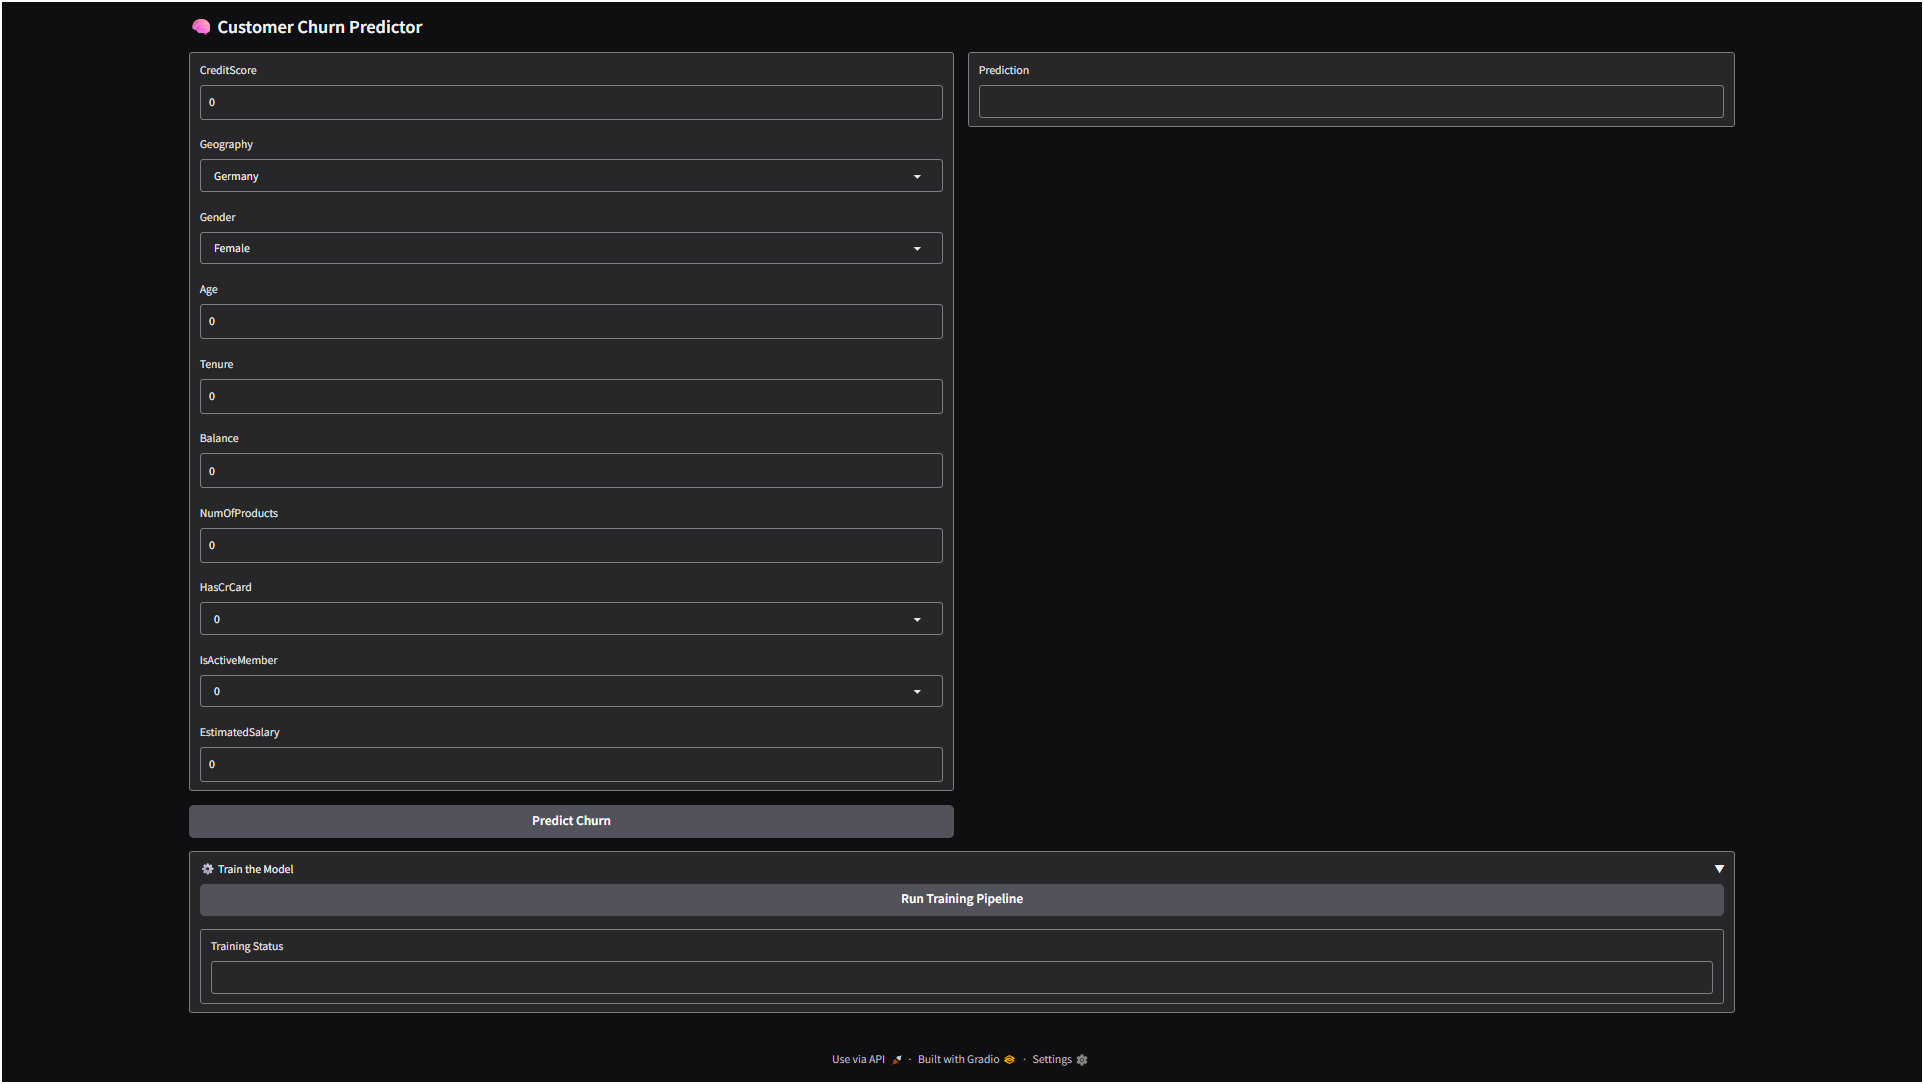 Customer Churn Predictor
CreditScore
0
Geography
Germany
Gender
Female
Age
0
Tenure
0
Balance
0
NumOfProducts
0
HasCrCard
0
IsActiveMember
0
EstimatedSalary
0
Predict Churn
Prediction
Train the Model
Run Training Pipeline
Training Status
Use via API · Built with Gradio · Settings